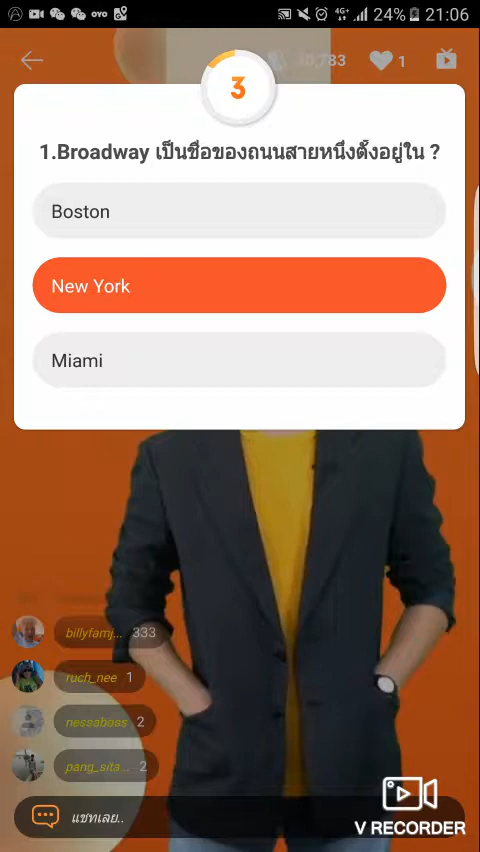 OVO
4G+
24%
21:06
1
3
1.Broadway เป็นชื่อของถนนสายหนึ่งตั้งอยู่ใน ?
Boston
New York
Miami
billyfamj... 333
ruch_nee 1
nessaboss 2
pang_sita... 2
แชทเลย..
V RECORDER